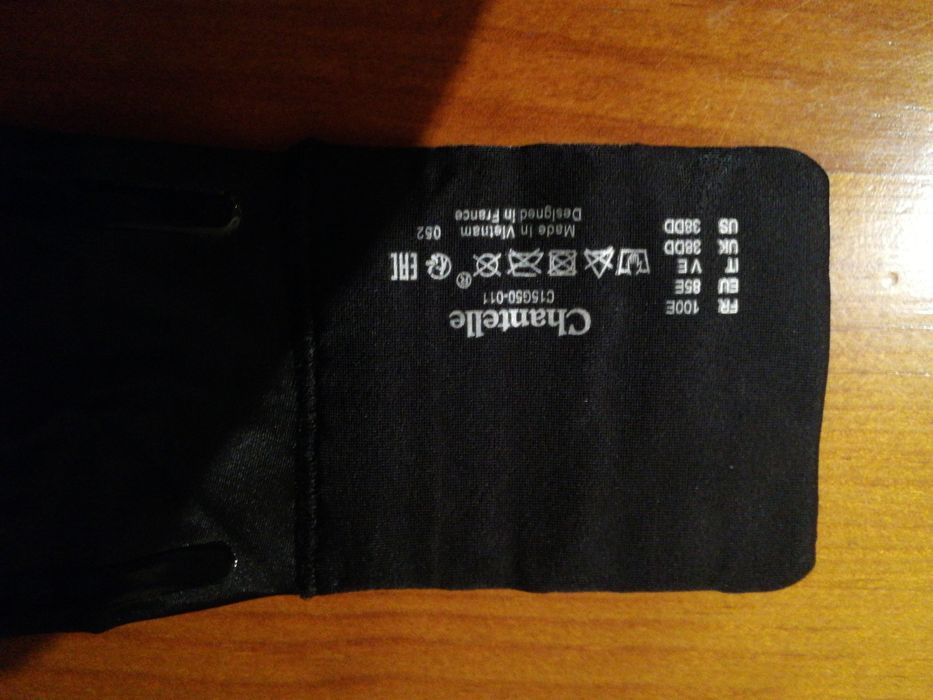 Chantelle®
C15G50-011
EAC
Made in Vietnam 052
Designed in France
FR 100E
EU 85E
IT V E
UK 38DD
US 38DD